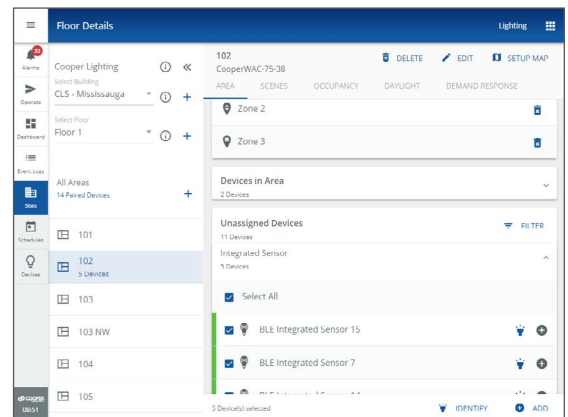 Floor Details
Lighting
22
Alarms
Operate
Dashboard
Event Logs
Sites
Schedules
Devices
cooper
08:51
Cooper Lighting
Select Building
CLS - Mississauga
Select Floor
Floor 1
All Areas
14 Paired Devices
101
102
5 Devices
103
103 NW
104
105
102
CooperWAC-75-38
DELETE
EDIT
SETUP MAP
AREA SCENES OCCUPANCY DAYLIGHT DEMAND RESPONSE
Zone 2
Zone 3
Devices in Area
2 Devices
Unassigned Devices
11 Devices
FILTER
Integrated Sensor
5 Devices
Select All
BLE Integrated Sensor 15
BLE Integrated Sensor 7
5 Device(s) selected
IDENTIFY
ADD